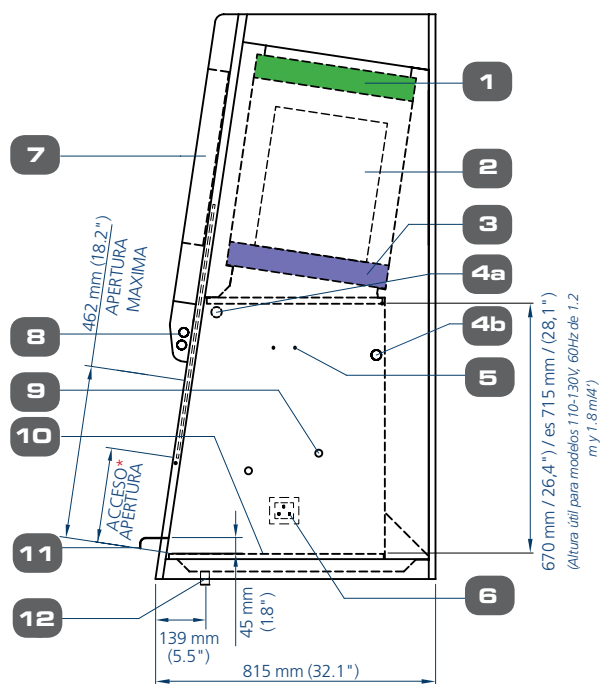 1
2
3
4a
4b
5
6
7
8
9
10
11
12
462 mm (18.2")
APERTURA
MAXIMA
ACCESO*
APERTURA
670 mm / 26,4") / es 715 mm / (28,1")
(Altura útil para modelos 110-130V, 60Hz de 1.2
m y 1.8 m/4')
45 mm
(1.8")
139 mm
(5.5")
815 mm (32.1")